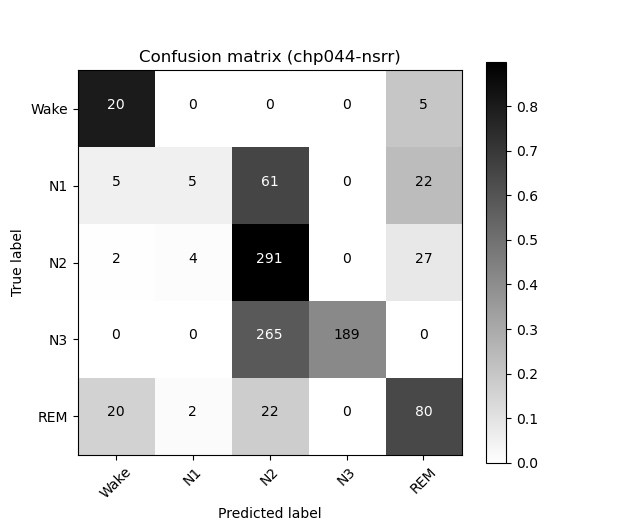 Confusion matrix (chp044-nsrr)
Wake 20 0 0 0 5
N1 5 5 61 0 22
N2 2 4 291 0 27
N3 0 0 265 189 0
REM 20 2 22 0 80
Wake N1 N2 N3 REM
Predicted label
True label
0.8
0.7
0.6
0.5
0.4
0.3
0.2
0.1
0.0